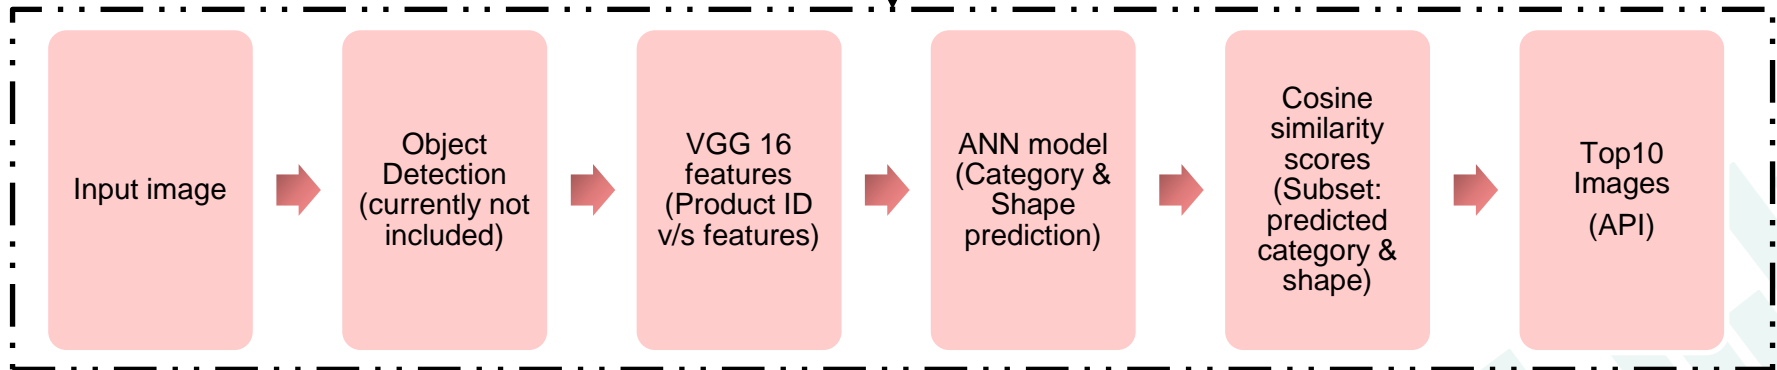 Input image
Object
Detection
(currently not
included)
VGG 16
features
(Product ID
v/s features)
ANN model
(Category &
Shape
prediction)
Cosine
similarity
scores
(Subset:
predicted
category &
shape)
Top10
Images
(API)